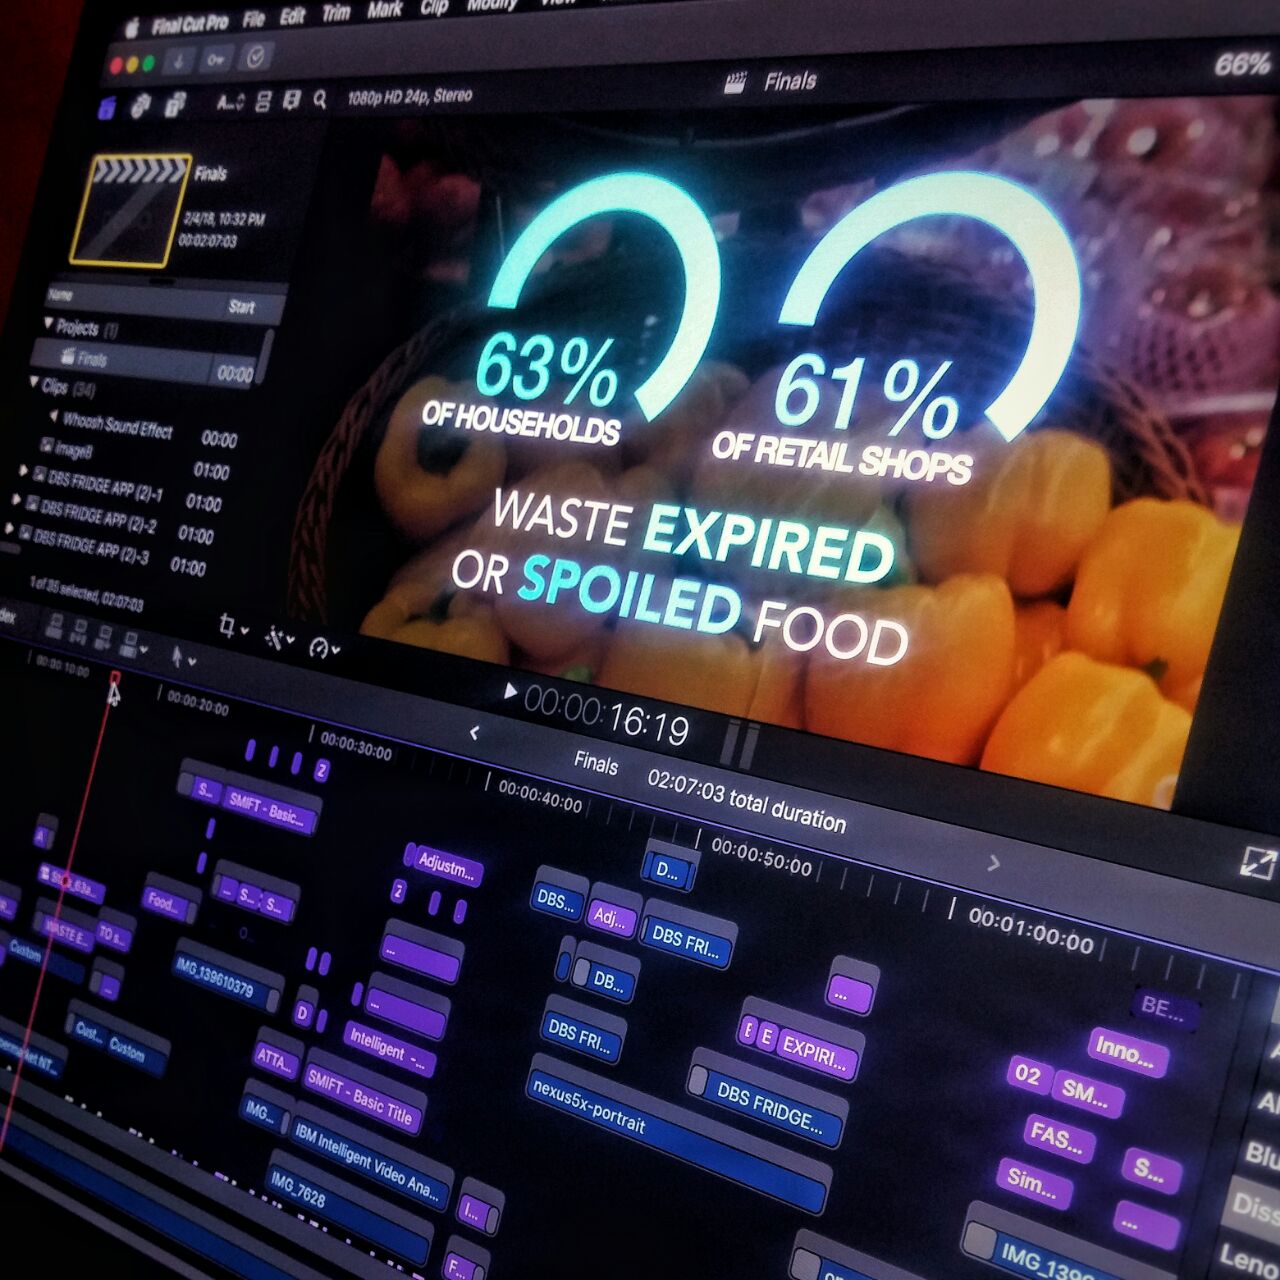 Final Cut Pro File Edit Trim Mark Clip Modify View
1080p HD 24p, Stereo
Finals
66%
Finals
2/4/18, 10:32 PM
00:02:07:03
Name Start
Projects (1)
Finals 00:00
Clips (34)
Whoosh Sound Effect 00:00
image8 01:00
DBS FRIDGE APP (2)-1 01:00
DBS FRIDGE APP (2)-2 01:00
DBS FRIDGE APP (2)-3 01:00
1 of 35 selected, 02:07:03
63% 61%
OF HOUSEHOLDS OF RETAIL SHOPS
WASTE EXPIRED
OR SPOILED FOOD
00:00:16:19
Finals 02:07:03 total duration
00:00:10:00 00:00:20:00 00:00:30:00 00:00:40:00 00:00:50:00 00:01:00:00
Z
S... SMIFT - Basic...
A
Adjustm...
D...
Z
DBS... Adj... DBS FRI...
Food... ... S... S...
WASTE E... TO s...
Custom
IMG_139610379
...
DB...
...
BE...
D
DBS FRI...
E E EXPIRI...
Inno...
Cust... Custom
Intelligent -...
ATTA... SMIFT - Basic Title
nexus5x-portrait
DBS FRIDGE...
02 SM...
IMG... IBM Intelligent Video Ana...
FAS...
S...
IMG_7628
Sim...
...
I...
F...
IMG_1396
Blu
Diss
Leno